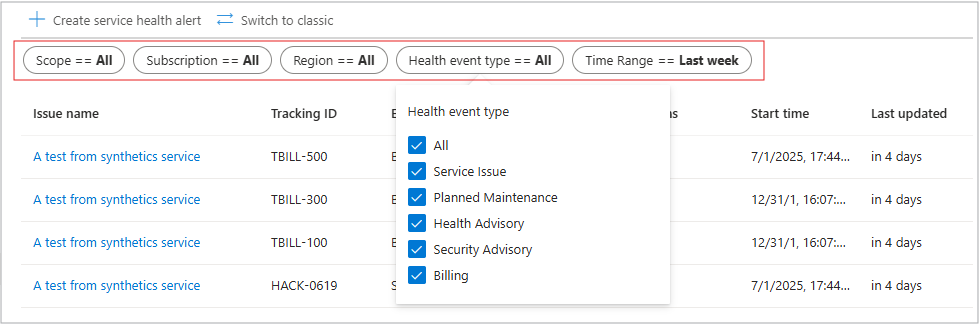 Create service health alert Switch to classic
Scope == All Subscription == All Region == All Health event type == All Time Range == Last week
Issue name Tracking ID Start time Last updated
A test from synthetics service TBILL-500 7/1/2025, 17:44... in 4 days
A test from synthetics service TBILL-300 12/31/1, 16:07:... in 4 days
A test from synthetics service TBILL-100 12/31/1, 16:07:... in 4 days
A test from synthetics service HACK-0619 7/1/2025, 17:44... in 4 days
Health event type
All
Service Issue
Planned Maintenance
Health Advisory
Security Advisory
Billing